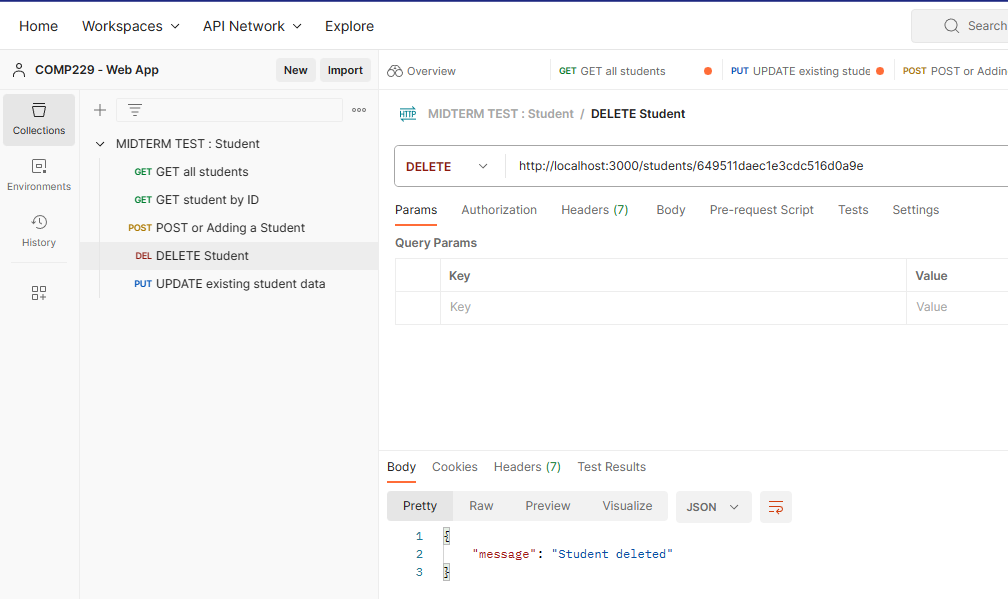 Home Workspaces API Network Explore Search
COMP229 - Web App New Import
Overview GET GET all students PUT UPDATE existing stude POST POST or Addin
Collections
Environments
History
MIDTERM TEST : Student
GET GET all students
GET GET student by ID
POST POST or Adding a Student
DEL DELETE Student
PUT UPDATE existing student data
HTTP MIDTERM TEST : Student / DELETE Student
DELETE http://localhost:3000/students/649511daec1e3cdc516d0a9e
Params Authorization Headers (7) Body Pre-request Script Tests Settings
Query Params
Key Value
Key Value
Body Cookies Headers (7) Test Results
Pretty Raw Preview Visualize JSON
1 {
2 "message": "Student deleted"
3 }